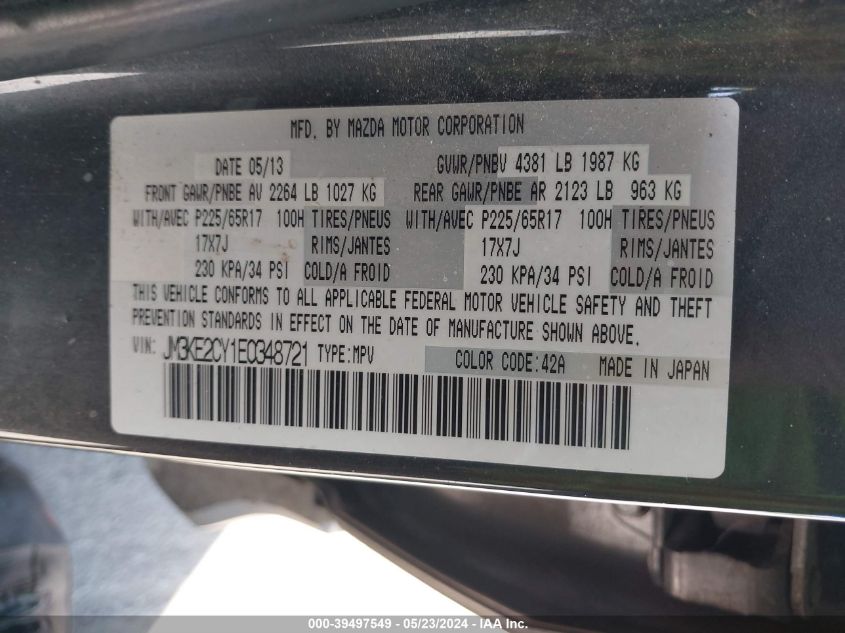 MFD. BY MAZDA MOTOR CORPORATION
DATE 05/13 GVWR/PNBV 4381 LB 1987 KG
FRONT GAWR/PNBE AV 2264 LB 1027 KG REAR GAWR/PNBE AR 2123 LB 963 KG
WITH/AVEC P225/65R17 100H TIRES/PNEUS WITH/AVEC P225/65R17 100H TIRES/PNEUS
17X7J RIMS/JANTES 17X7J RIMS/JANTES
230 KPA/34 PSI COLD/A FROID 230 KPA/34 PSI COLD/A FROID
THIS VEHICLE CONFORMS TO ALL APPLICABLE FEDERAL MOTOR VEHICLE SAFETY AND THEFT
PREVENTION STANDARDS IN EFFECT ON THE DATE OF MANUFACTURE SHOWN ABOVE.
VIN: JM3KE2CY1E0348721 TYPE:MPV COLOR CODE:42A MADE IN JAPAN
000-39497549 - 05/23/2024 - IAAI Inc.